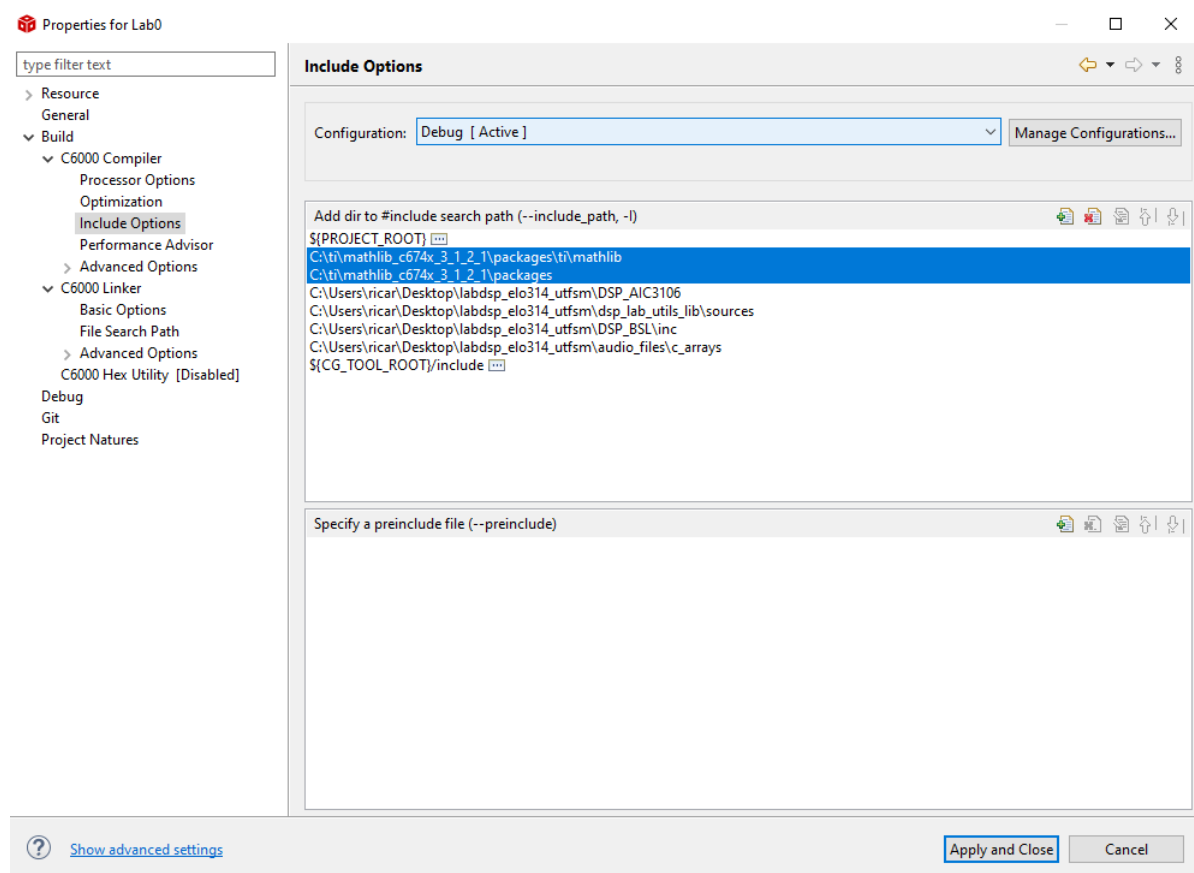 Properties for Lab0
type filter text
Resource
General
Build
C6000 Compiler
Processor Options
Optimization
Include Options
Performance Advisor
Advanced Options
C6000 Linker
Basic Options
File Search Path
Advanced Options
C6000 Hex Utility [Disabled]
Debug
Git
Project Natures
Include Options
Configuration: Debug [ Active ] Manage Configurations...
Add dir to #include search path (--include_path, -I)
${PROJECT_ROOT}
C:\ti\mathlib_c674x_3_1_2_1\packages\ti\mathlib
C:\ti\mathlib_c674x_3_1_2_1\packages
C:\Users\ricar\Desktop\labdsp_elo314_utfsm\DSP_AIC3106
C:\Users\ricar\Desktop\labdsp_elo314_utfsm\dsp_lab_utils_lib\sources
C:\Users\ricar\Desktop\labdsp_elo314_utfsm\DSP_BSL\inc
C:\Users\ricar\Desktop\labdsp_elo314_utfsm\audio_files\c_arrays
${CG_TOOL_ROOT}/include
Specify a preinclude file (--preinclude)
? Show advanced settings
Apply and Close Cancel